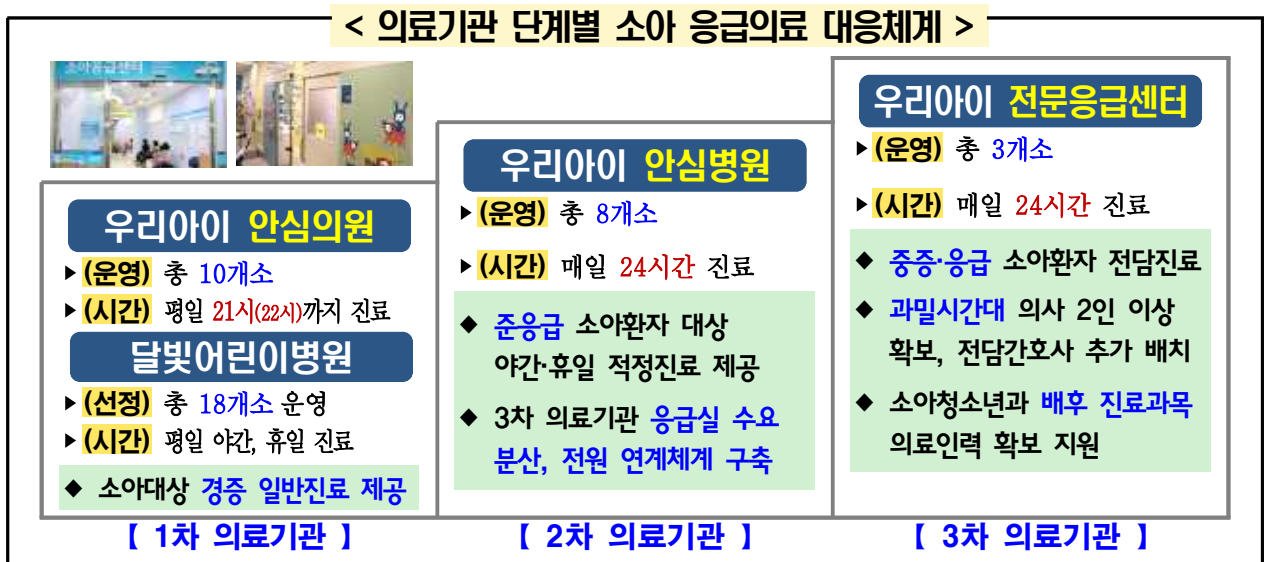 < 의료기관 단계별 소아 응급의료 대응체계 >
소아응급센터
우리아이 안심의원
▸(운영) 총 10개소
▸(시간) 평일 21시(22시)까지 진료
달빛어린이병원
▸(선정) 총 18개소 운영
▸(시간) 평일 야간, 휴일 진료
◆ 소아대상 경증 일반진료 제공
【 1차 의료기관 】
우리아이 안심병원
▸(운영) 총 8개소
▸(시간) 매일 24시간 진료
◆ 준응급 소아환자 대상
야간·휴일 적정진료 제공
◆ 3차 의료기관 응급실 수요
분산, 전원 연계체계 구축
【 2차 의료기관 】
우리아이 전문응급센터
▸(운영) 총 3개소
▸(시간) 매일 24시간 진료
◆ 중증·응급 소아환자 전담진료
◆ 과밀시간대 의사 2인 이상
확보, 전담간호사 추가 배치
◆ 소아청소년과 배후 진료과목
의료인력 확보 지원
【 3차 의료기관 】